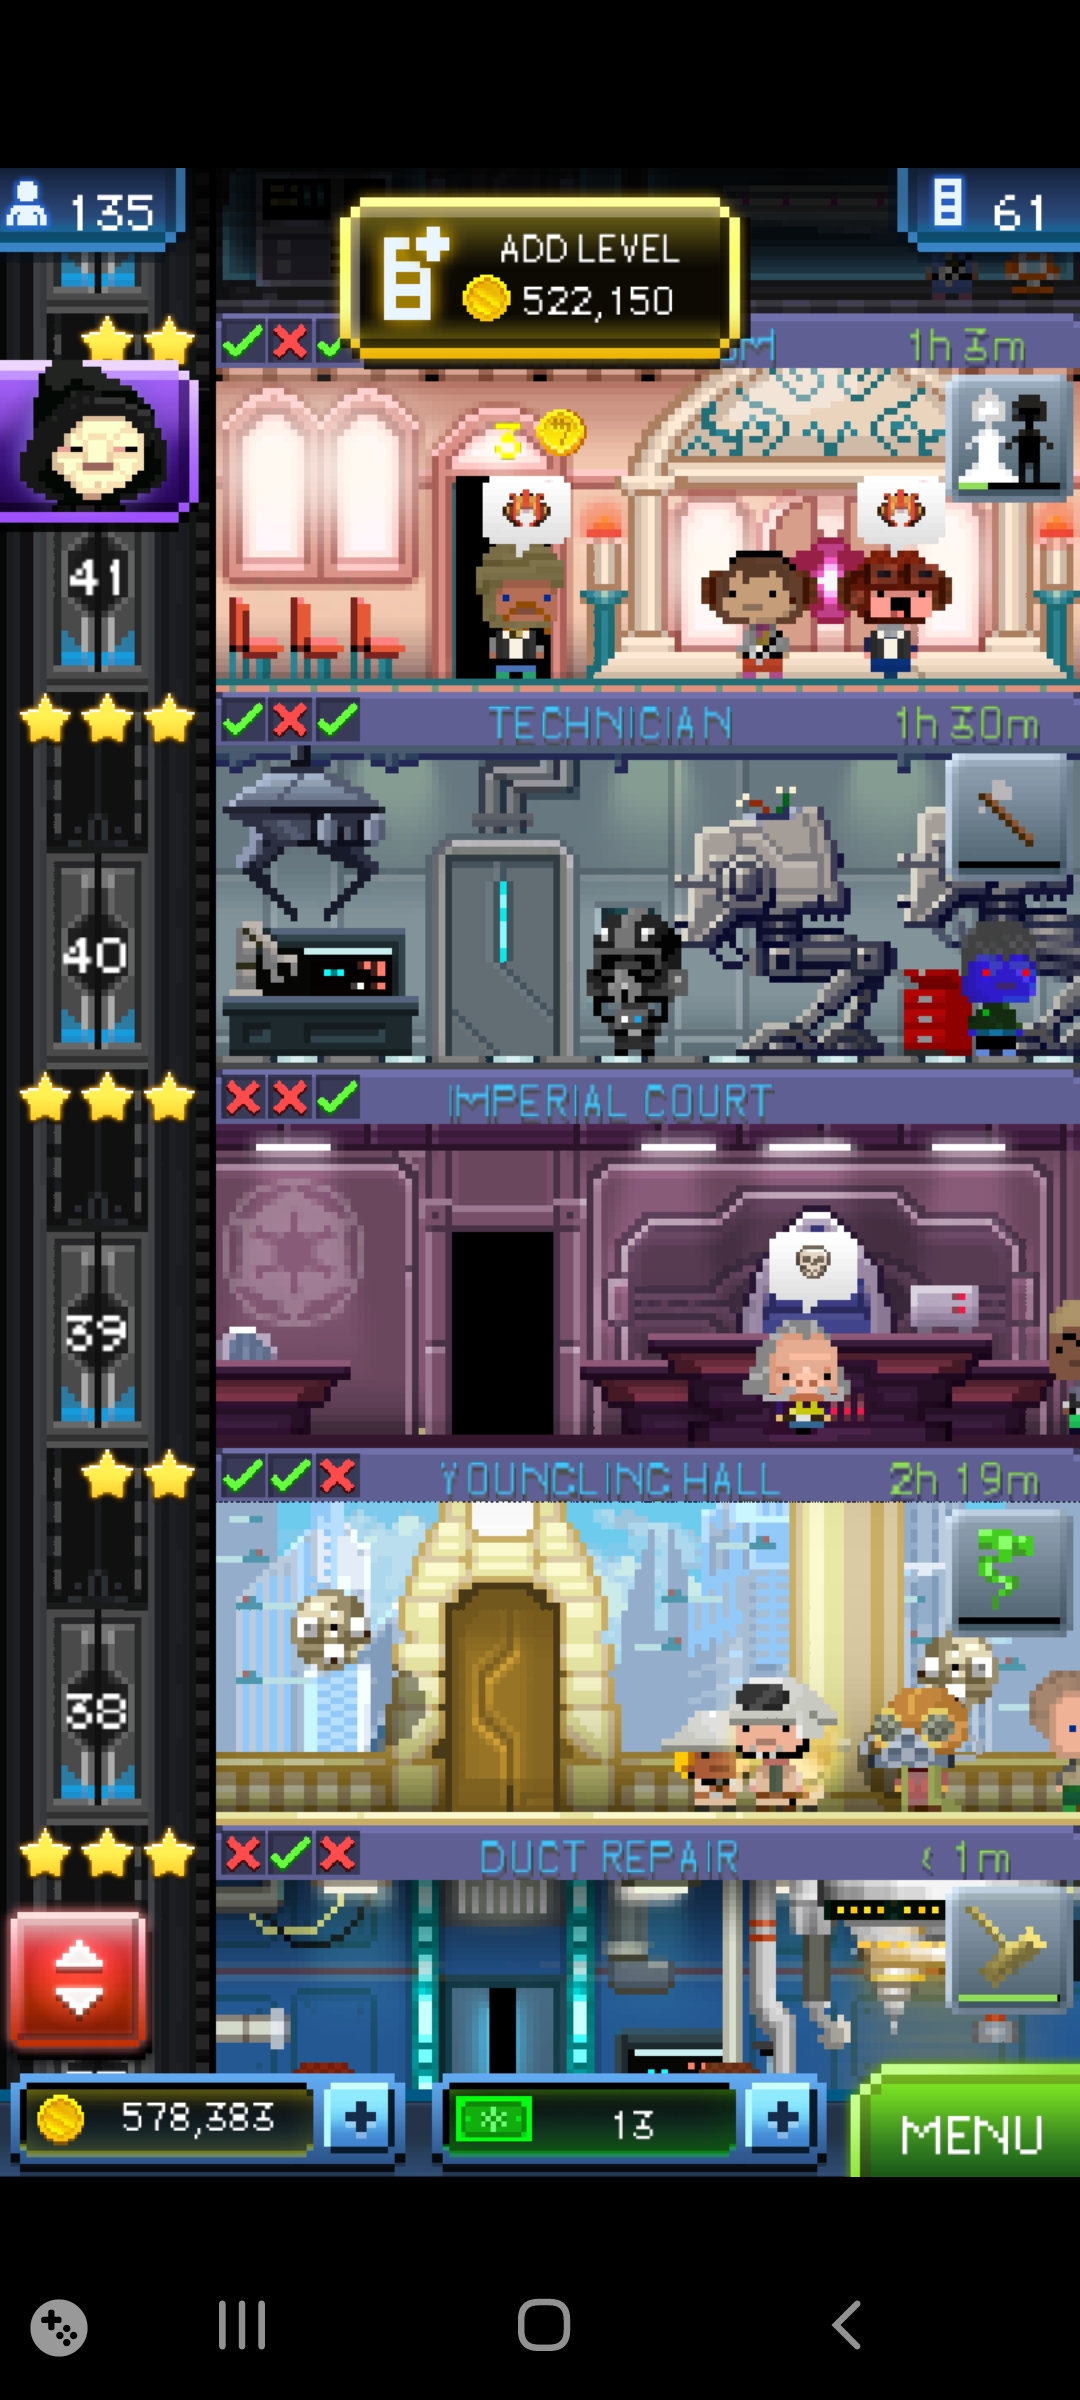 135
ADD LEVEL
522,150
61
1h 3m
3
41
TECHNICIAN
1h 30m
40
IMPERIAL COURT
39
YOUNGLING HALL
2h 19m
38
DUCT REPAIR
< 1m
578,383
13
MENU